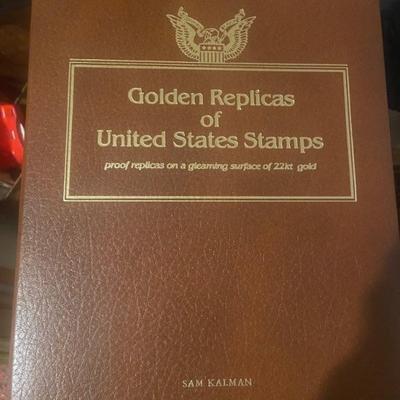 Golden Replicas
of
United States Stamps
proof replicas on a gleaming surface of 22kt gold
SAM KALMAN